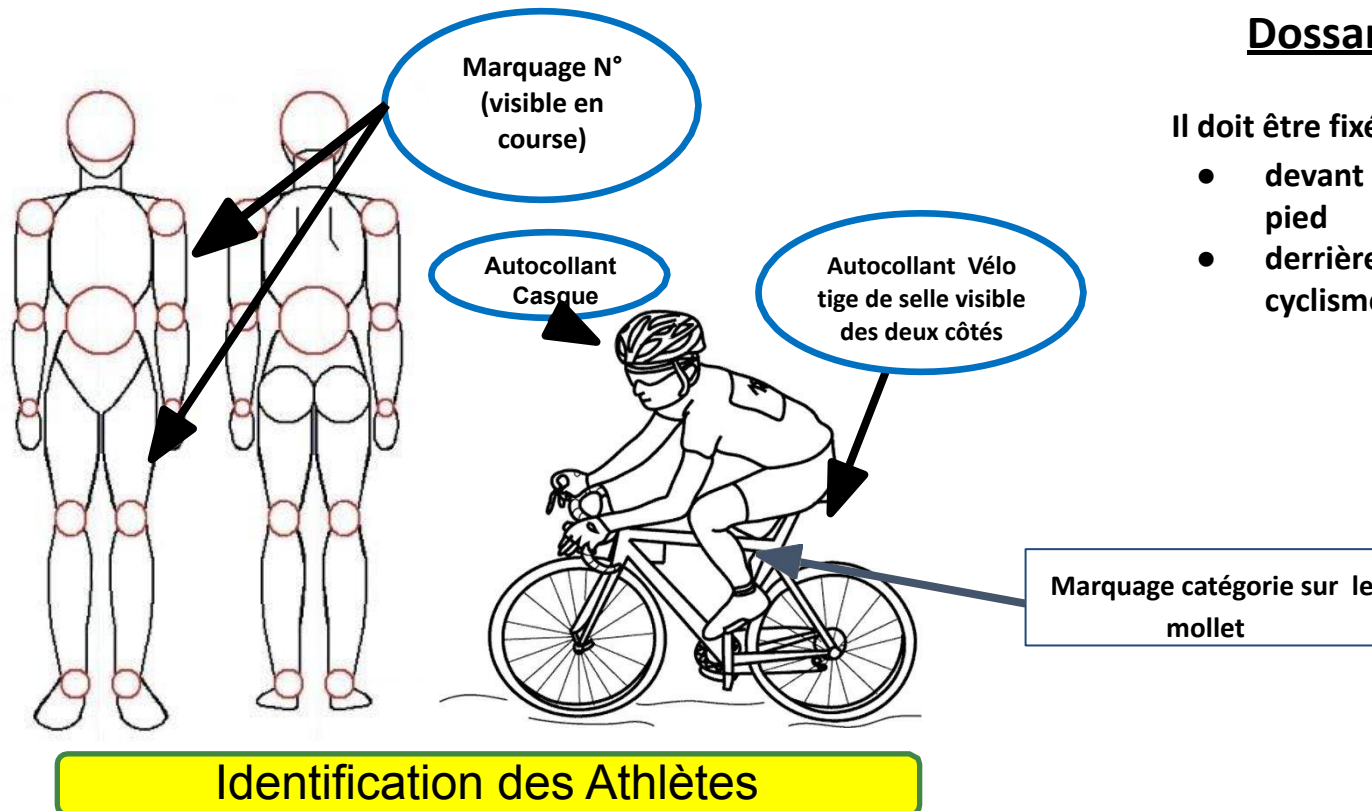 Marquage N°
(visible en
course)
Autocollant
Casque
Autocollant Vélo
tige de selle visible
des deux côtés
Dossar
Il doit être fixé
● devant
pied
● derrière
cyclisme
Marquage catégorie sur le
mollet
Identification des Athlètes